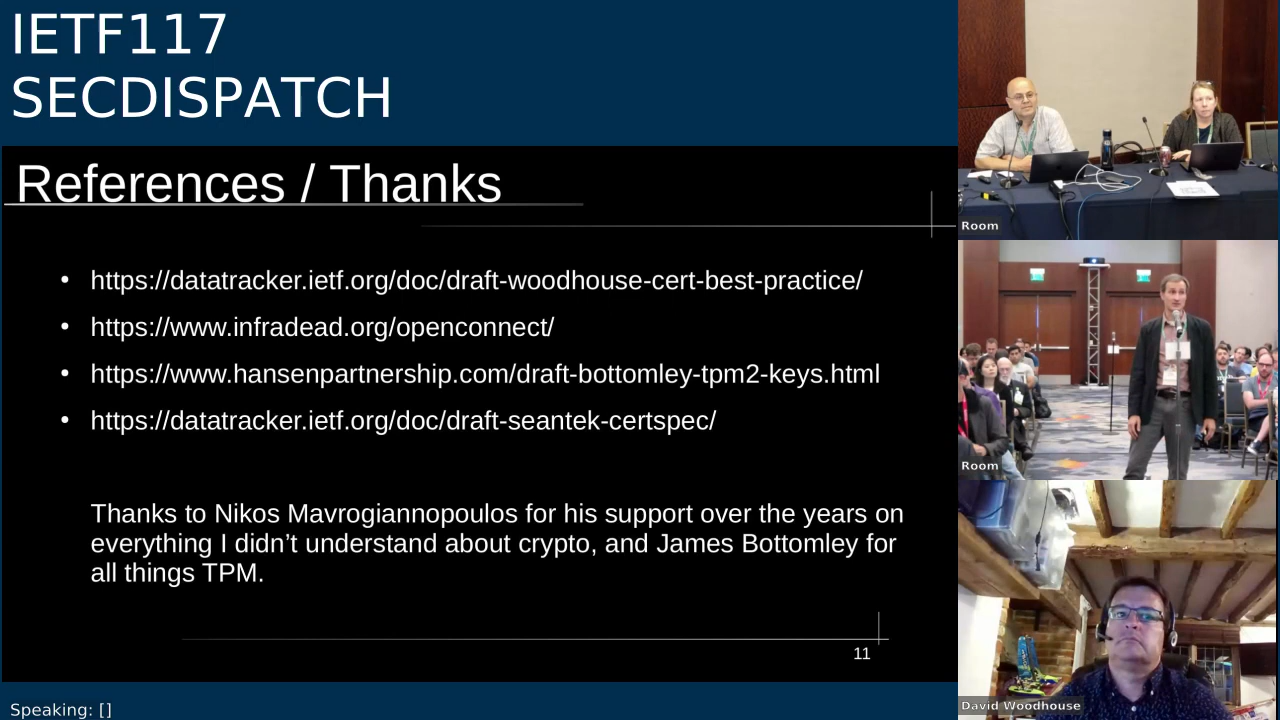 IETF117
SECDISPATCH
References / Thanks
• https://datatracker.ietf.org/doc/draft-woodhouse-cert-best-practice/
• https://www.infradead.org/openconnect/
• https://www.hansenpartnership.com/draft-bottomley-tpm2-keys.html
• https://datatracker.ietf.org/doc/draft-seantek-certspec/
Thanks to Nikos Mavrogiannopoulos for his support over the years on
everything I didn’t understand about crypto, and James Bottomley for
all things TPM.
11
Speaking: []
Room
Room
David Woodhouse